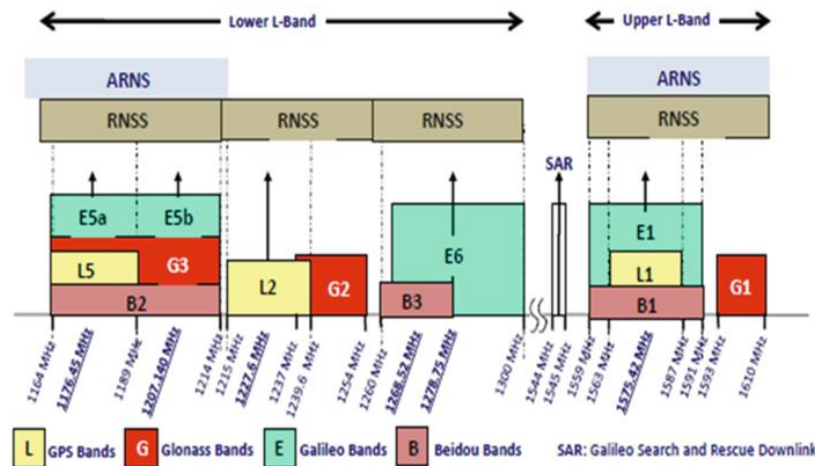 Lower L-Band Upper L-Band
ARNS ARNS
RNSS RNSS RNSS RNSS
SAR
E5a E5b E1
L5 G3 L2 G2 E6 L1 G1
B2 B3 B1
1164 MHz 1176.45 MHz 1189 MHz 1207.140 MHz 1214 MHz 1215 MHz 1227.6 MHz 1237 MHz 1239.6 MHz 1254 MHz 1260 MHz 1268.52 MHz 1278.75 MHz 1300 MHz 1544 MHz 1545 MHz 1559 MHz 1563 MHz 1575.42 MHz 1587 MHz 1591 MHz 1593 MHz 1610 MHz
L GPS Bands G Glonass Bands E Galileo Bands B Beidou Bands SAR: Galileo Search and Rescue Downlink